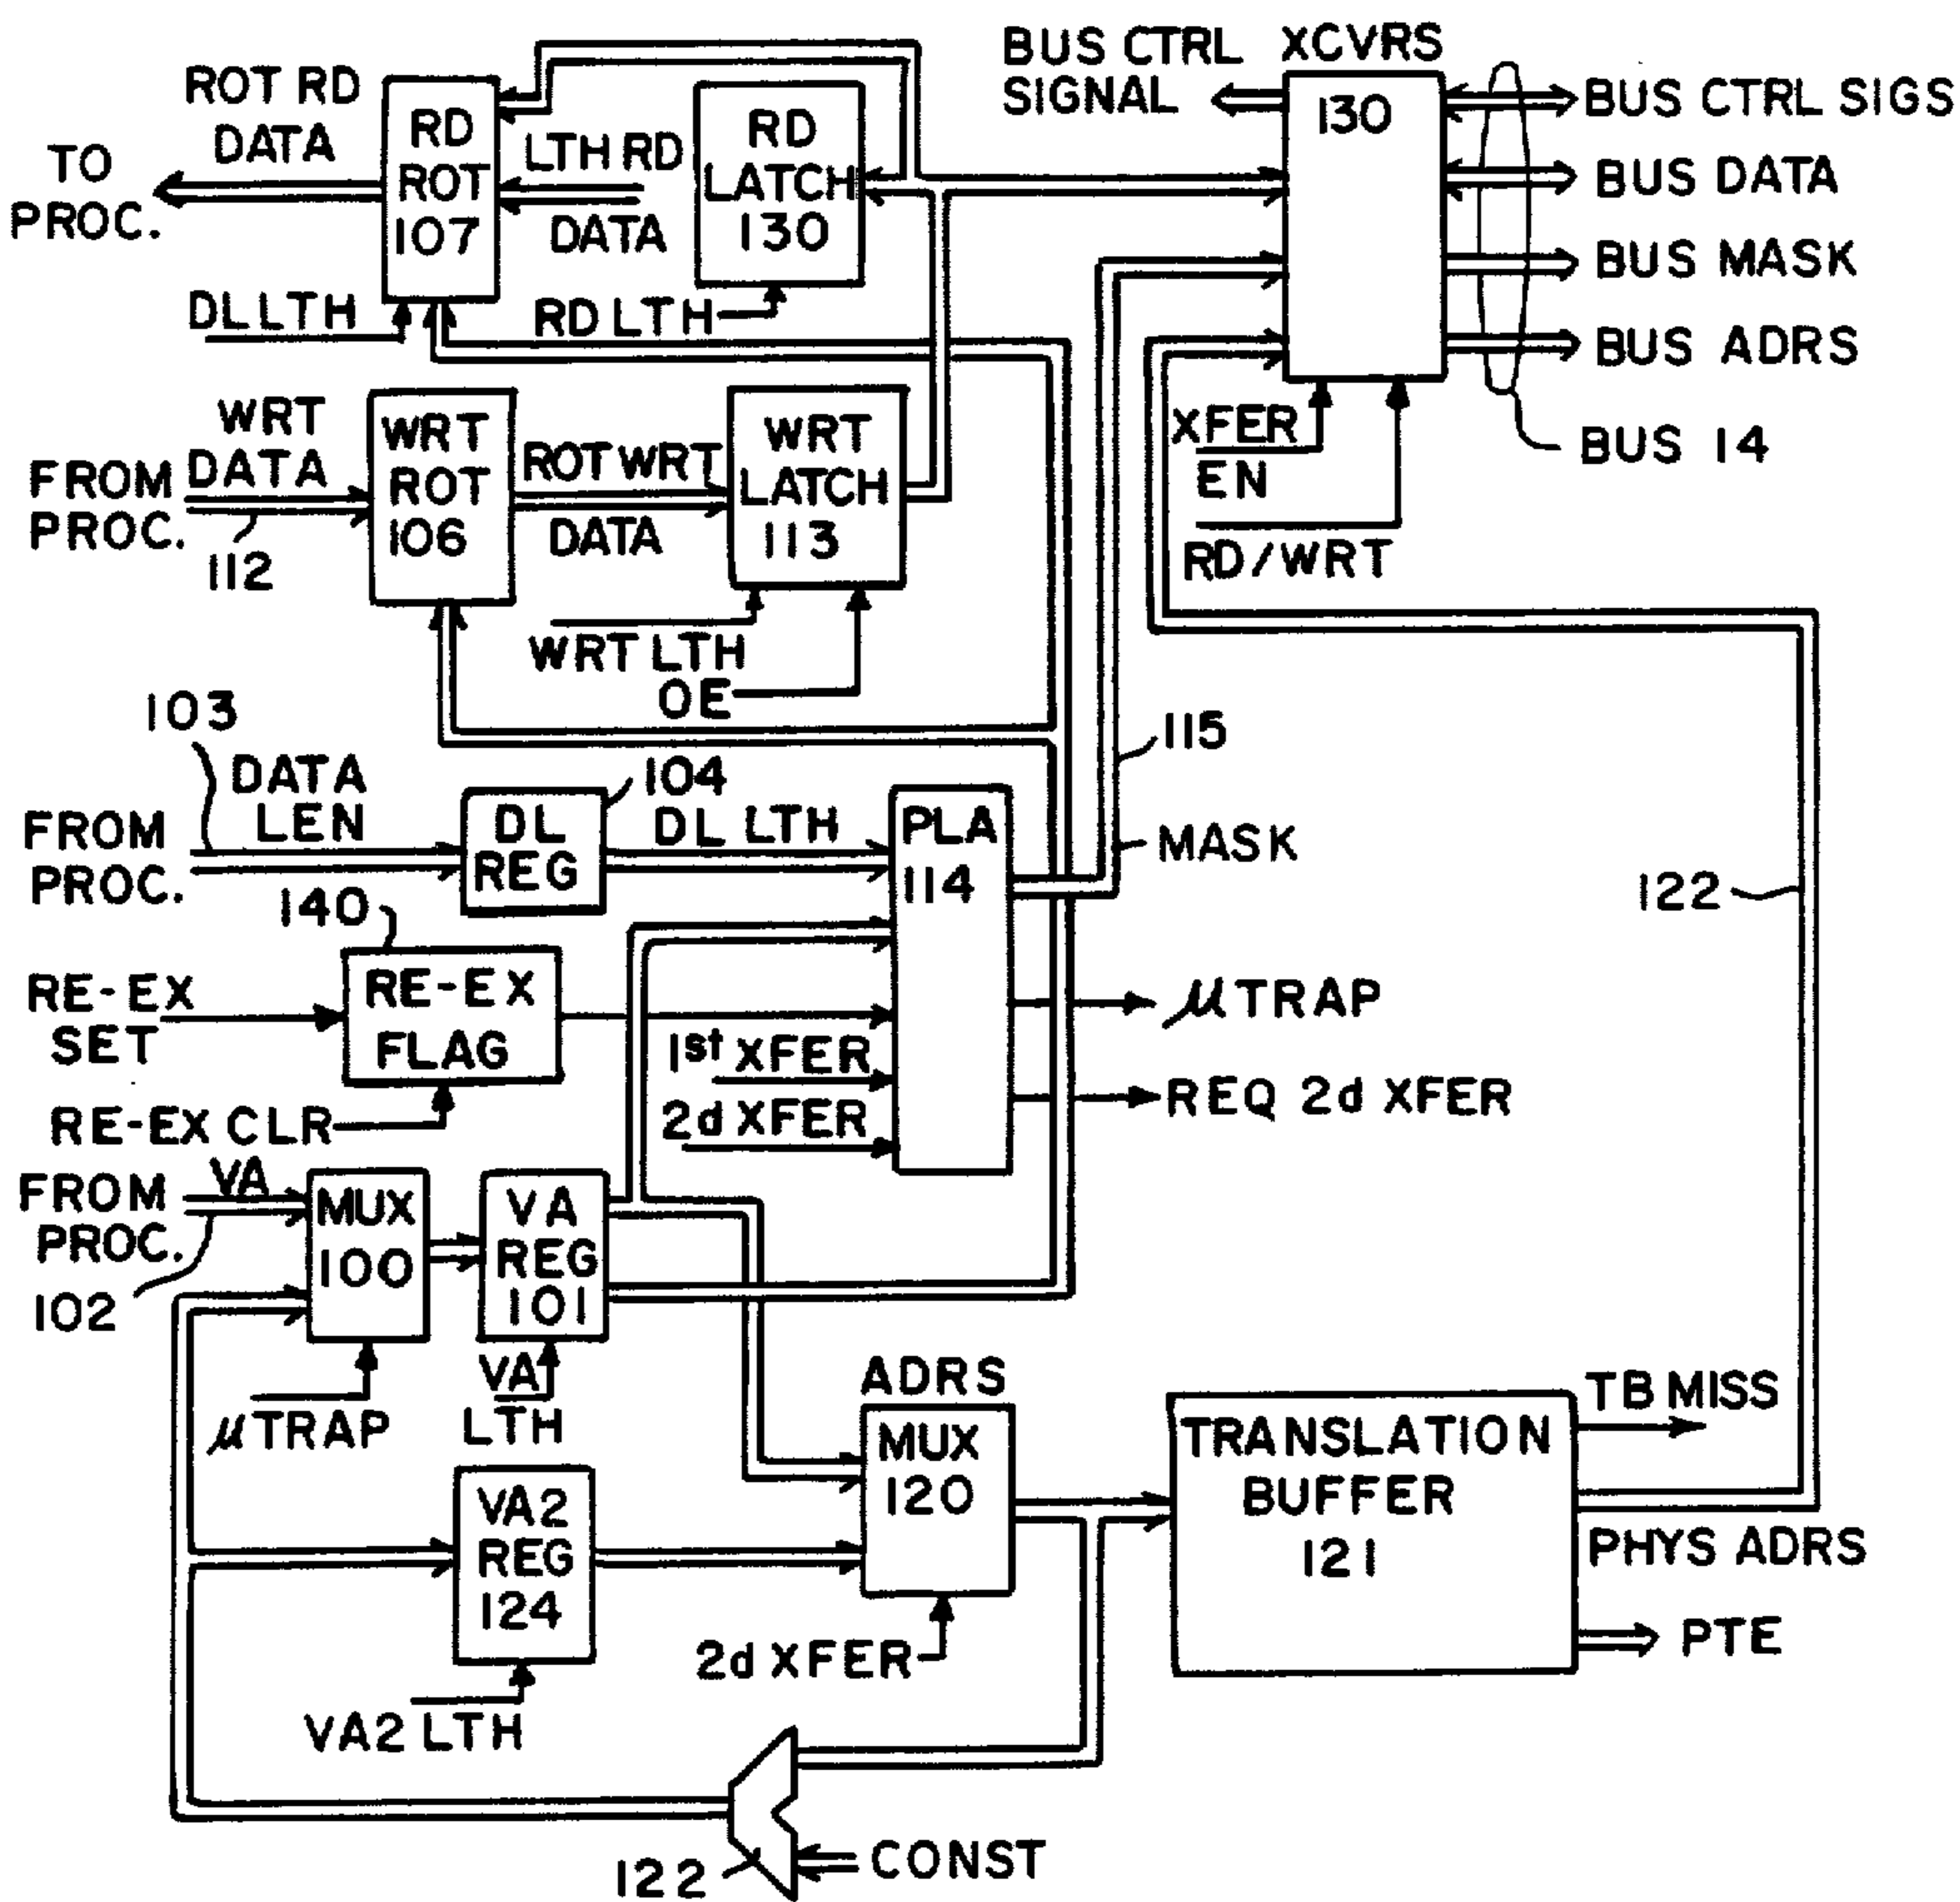 BUS CTRL
SIGNAL
XCVRS
130
BUS CTRL SIGS
BUS DATA
BUS MASK
BUS ADRS
BUS 14
XFER
EN
RD/WRT
ROT RD
DATA
TO
PROC.
RD
ROT
107
LTH RD
DATA
RD
LATCH
130
DL LTH
RD LTH
WRT
DATA
FROM
PROC.
112
WRT
ROT
106
ROT WRT
DATA
WRT
LATCH
113
WRT LTH
OE
103
DATA
LEN
FROM
PROC.
DL
REG
104
DL LTH
PLA
114
115
MASK
122
140
RE-EX
SET
RE-EX
FLAG
RE-EX CLR
1st XFER
2d XFER
μTRAP
REQ 2d XFER
VA
FROM
PROC.
102
MUX
100
VA
REG
101
μTRAP
VA
LTH
ADRS
MUX
120
VA2
REG
124
VA2 LTH
2d XFER
TRANSLATION
BUFFER
121
TB MISS
PHYS ADRS
PTE
122
CONST